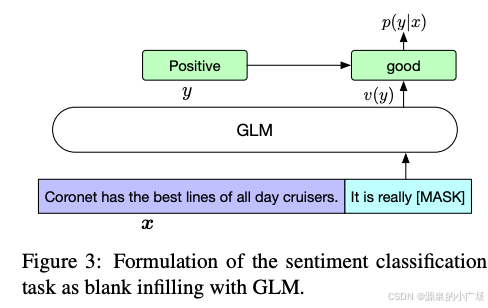 p(y|x)
Positive
good
y
v(y)
GLM
Coronet has the best lines of all day cruisers. It is really [MASK]
x
Figure 3: Formulation of the sentiment classification
task as blank infilling with GLM.
CSDN @源泉的小广场